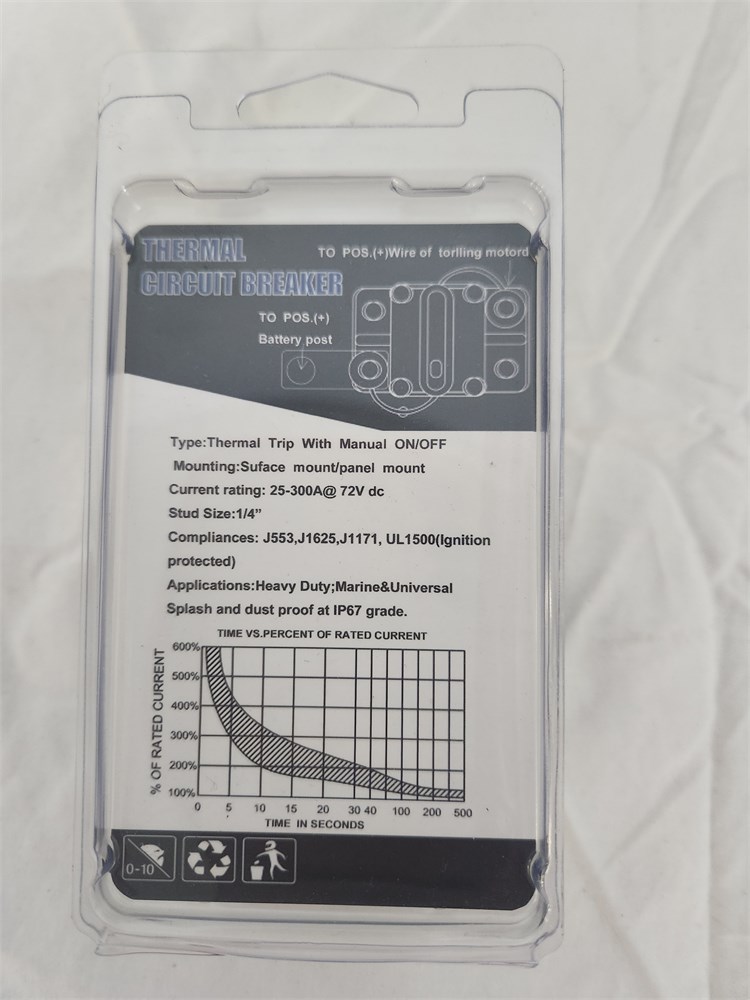 THERMAL
CIRCUIT BREAKER
TO POS.(+)Wire of torlling motord
TO POS.(+)
Battery post
Type:Thermal Trip With Manual ON/OFF
Mounting:Suface mount/panel mount
Current rating: 25-300A@ 72V dc
Stud Size:1/4”
Compliances: J553,J1625,J1171, UL1500(Ignition
protected)
Applications:Heavy Duty;Marine&Universal
Splash and dust proof at IP67 grade.
TIME VS.PERCENT OF RATED CURRENT
% OF RATED CURRENT
600%
500%
400%
300%
200%
100%
0 5 10 15 20 30 40 100 200 500
TIME IN SECONDS
0-10